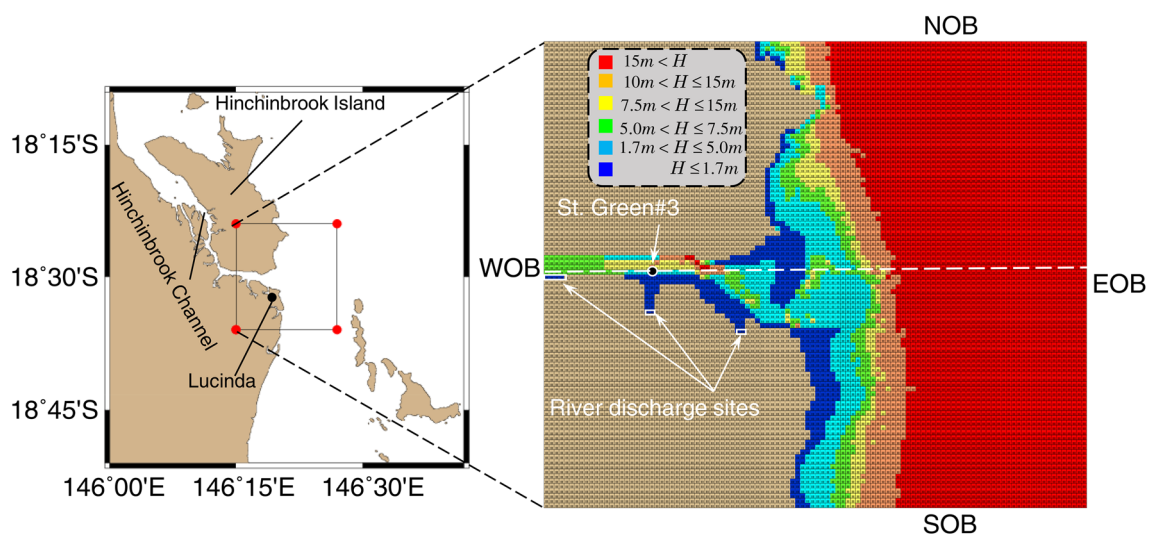 Hinchinbrook Island
18˚15'S
Hinchinbrook Channel
18˚30'S
Lucinda
18˚45'S
146˚00'E
146˚15'E
146˚30'E
NOB
15m < H
10m < H ≤ 15m
7.5m < H ≤ 15m
5.0m < H ≤ 7.5m
1.7m < H ≤ 5.0m
H ≤ 1.7m
St. Green#3
WOB
EOB
River discharge sites
SOB